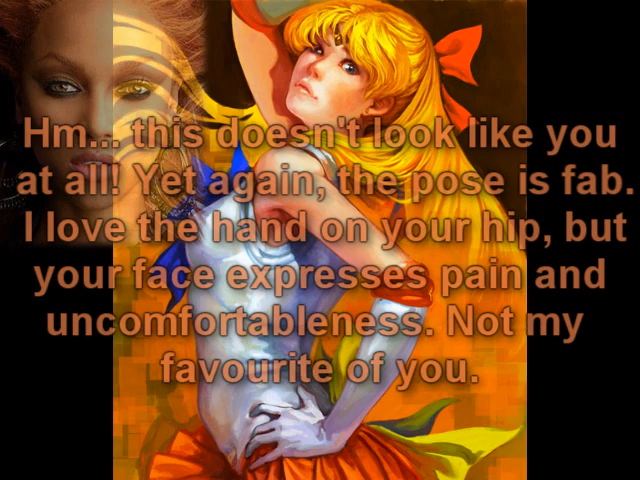 Hm... this doesn't look like you
at all! Yet again, the pose is fab.
I love the hand on your hip, but
your face expresses pain and
uncomfortableness. Not my
favourite of you.